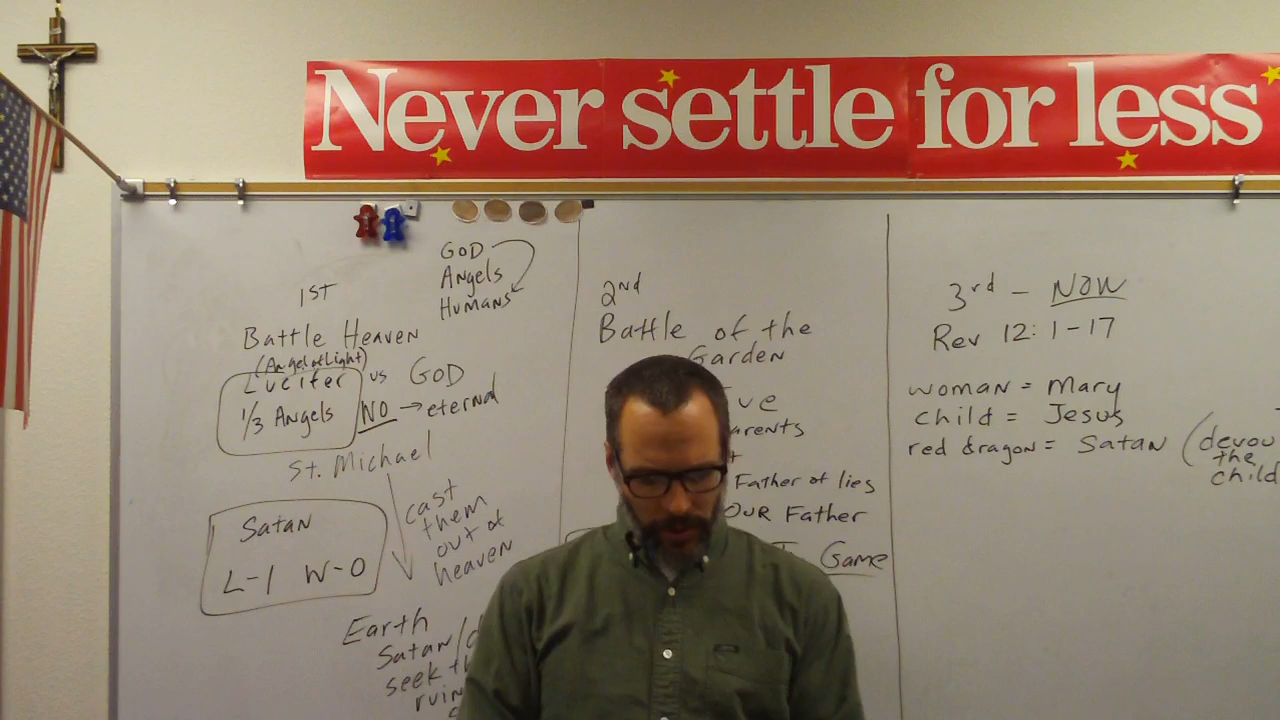 Never settle for less
GOD
Angels
Humans
1ST
Battle Heaven
(Angel of Light)
Lucifer vs GOD
1/3 Angels NO → eternal
St. Michael
cast
them
out of
heaven
Satan
L-1 W-0
Earth
Satan/
seek
2nd
Battle of the
Garden
Father of lies
OUR Father
Game
3rd - NOW
Rev 12: 1-17
woman = Mary
child = Jesus
red dragon = Satan (devou
the
child